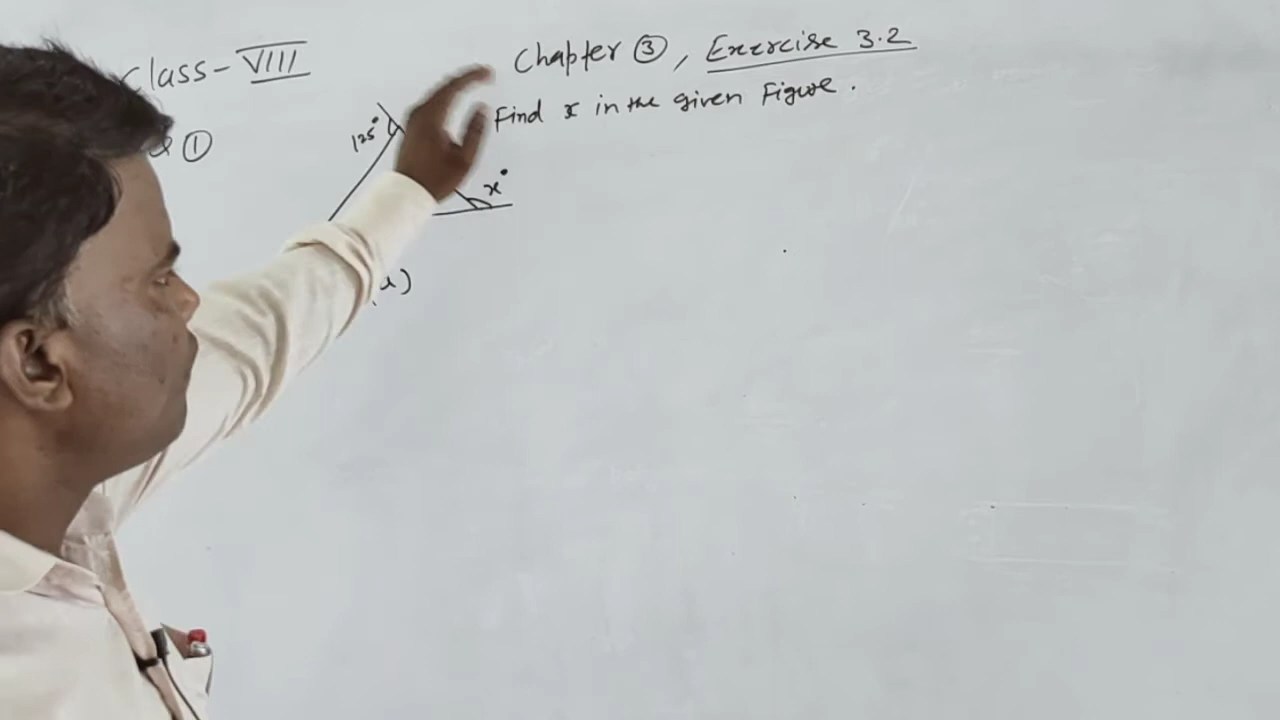 Class - VIII
Chapter ③, Exercise 3.2
Find x in the given Figure.
①
125°
x°
a)